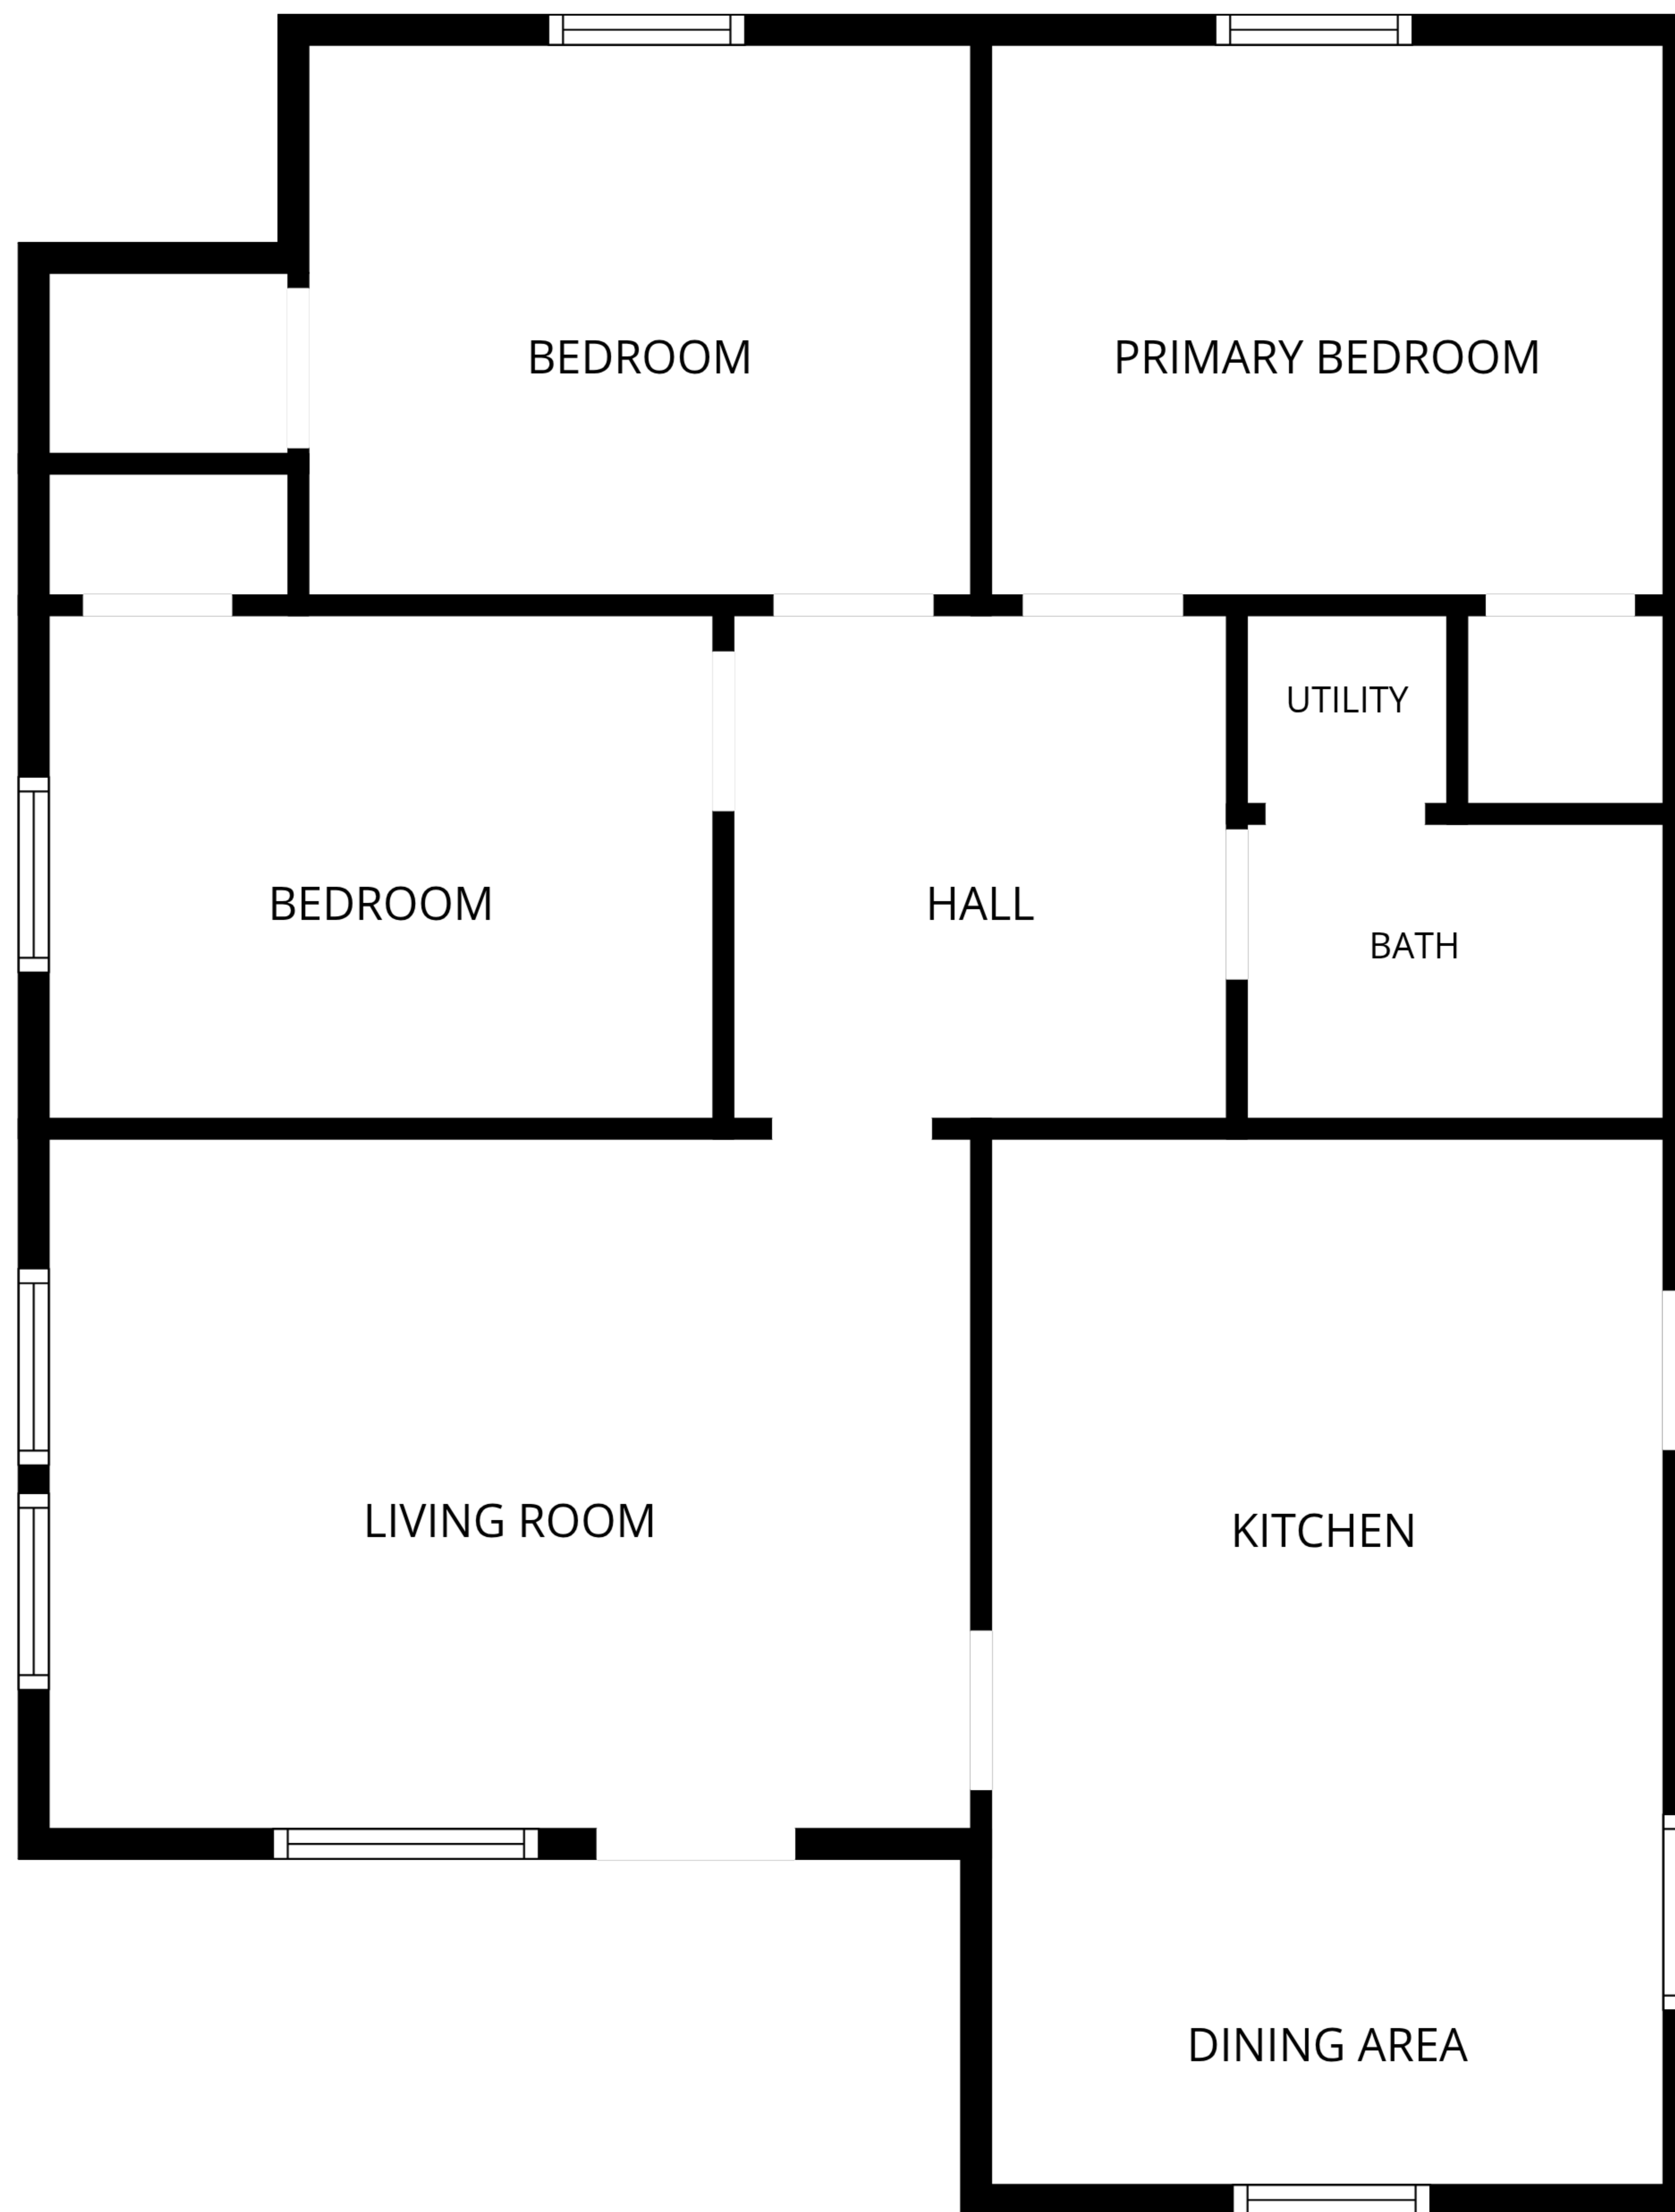 BEDROOM
PRIMARY BEDROOM
UTILITY
BEDROOM
HALL
BATH
LIVING ROOM
KITCHEN
DINING AREA